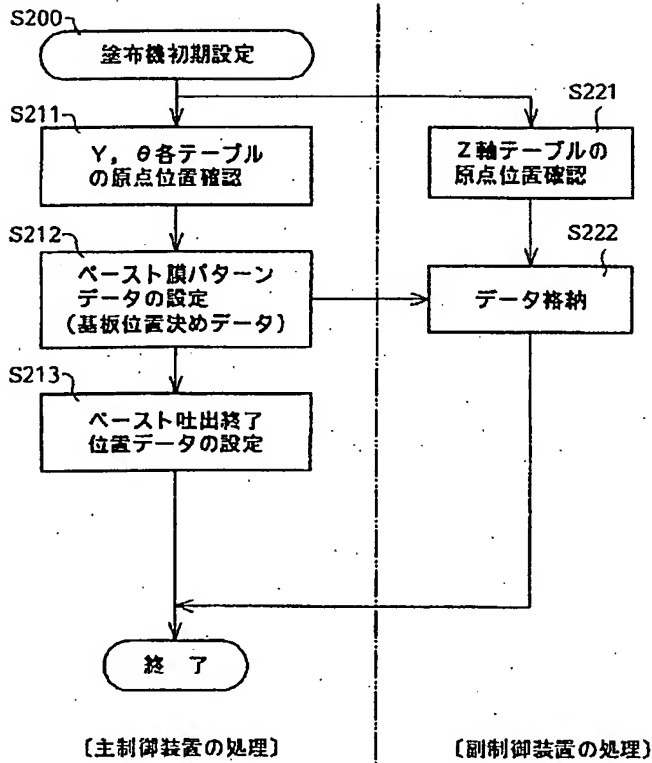 S200
塗布機初期設定
S211
Y，θ各テーブル
の原点位置確認
S221
Z軸テーブルの
原点位置確認
S212
ペースト膜パターン
データの設定
(基板位置決めデータ)
S222
データ格納
S213
ペースト吐出終了
位置データの設定
終 了
〔主制御装置の処理〕
〔副制御装置の処理〕